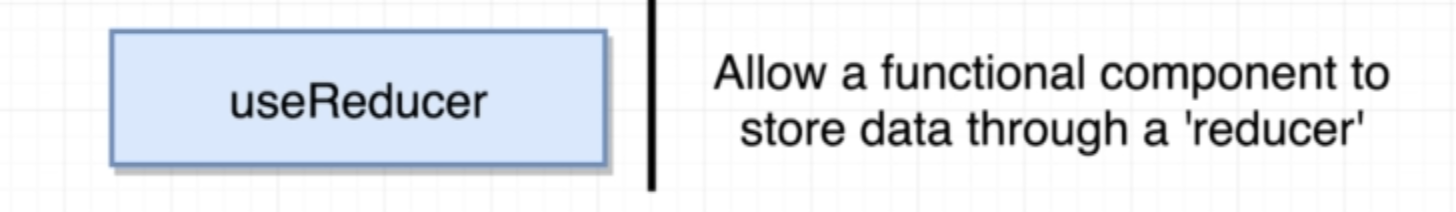 useReducer
Allow a functional component to
store data through a 'reducer'